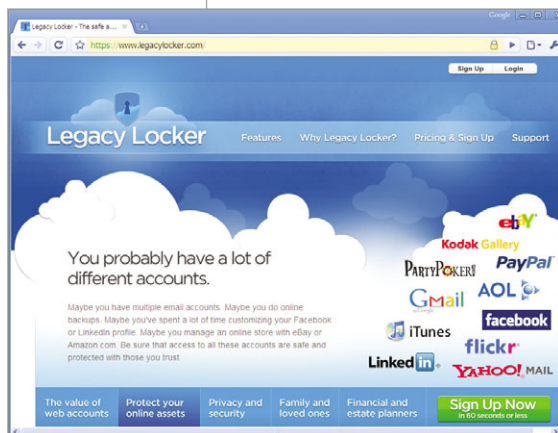 Google
Legacy Locker - The safe a...
https://www.legacylocker.com/
Sign Up Login
Legacy Locker
Features Why Legacy Locker? Pricing & Sign Up Support
You probably have a lot of
different accounts.
Maybe you have multiple email accounts. Maybe you do online
backups. Maybe you've spent a lot of time customizing your Facebook
or LinkedIn profile. Maybe you manage an online store with eBay or
Amazon.com. Be sure that access to all these accounts are safe and
protected with those you trust.
ebY
Kodak Gallery
PartyPoker
PayPal
Gmail
by Google
AOL
iTunes
facebook
flickr
Linked in
YAHOO! MAIL
The value of
web accounts
Protect your
online assets
Privacy and
security
Family and
loved ones
Financial and
estate planners
Sign Up Now
in 60 seconds or less